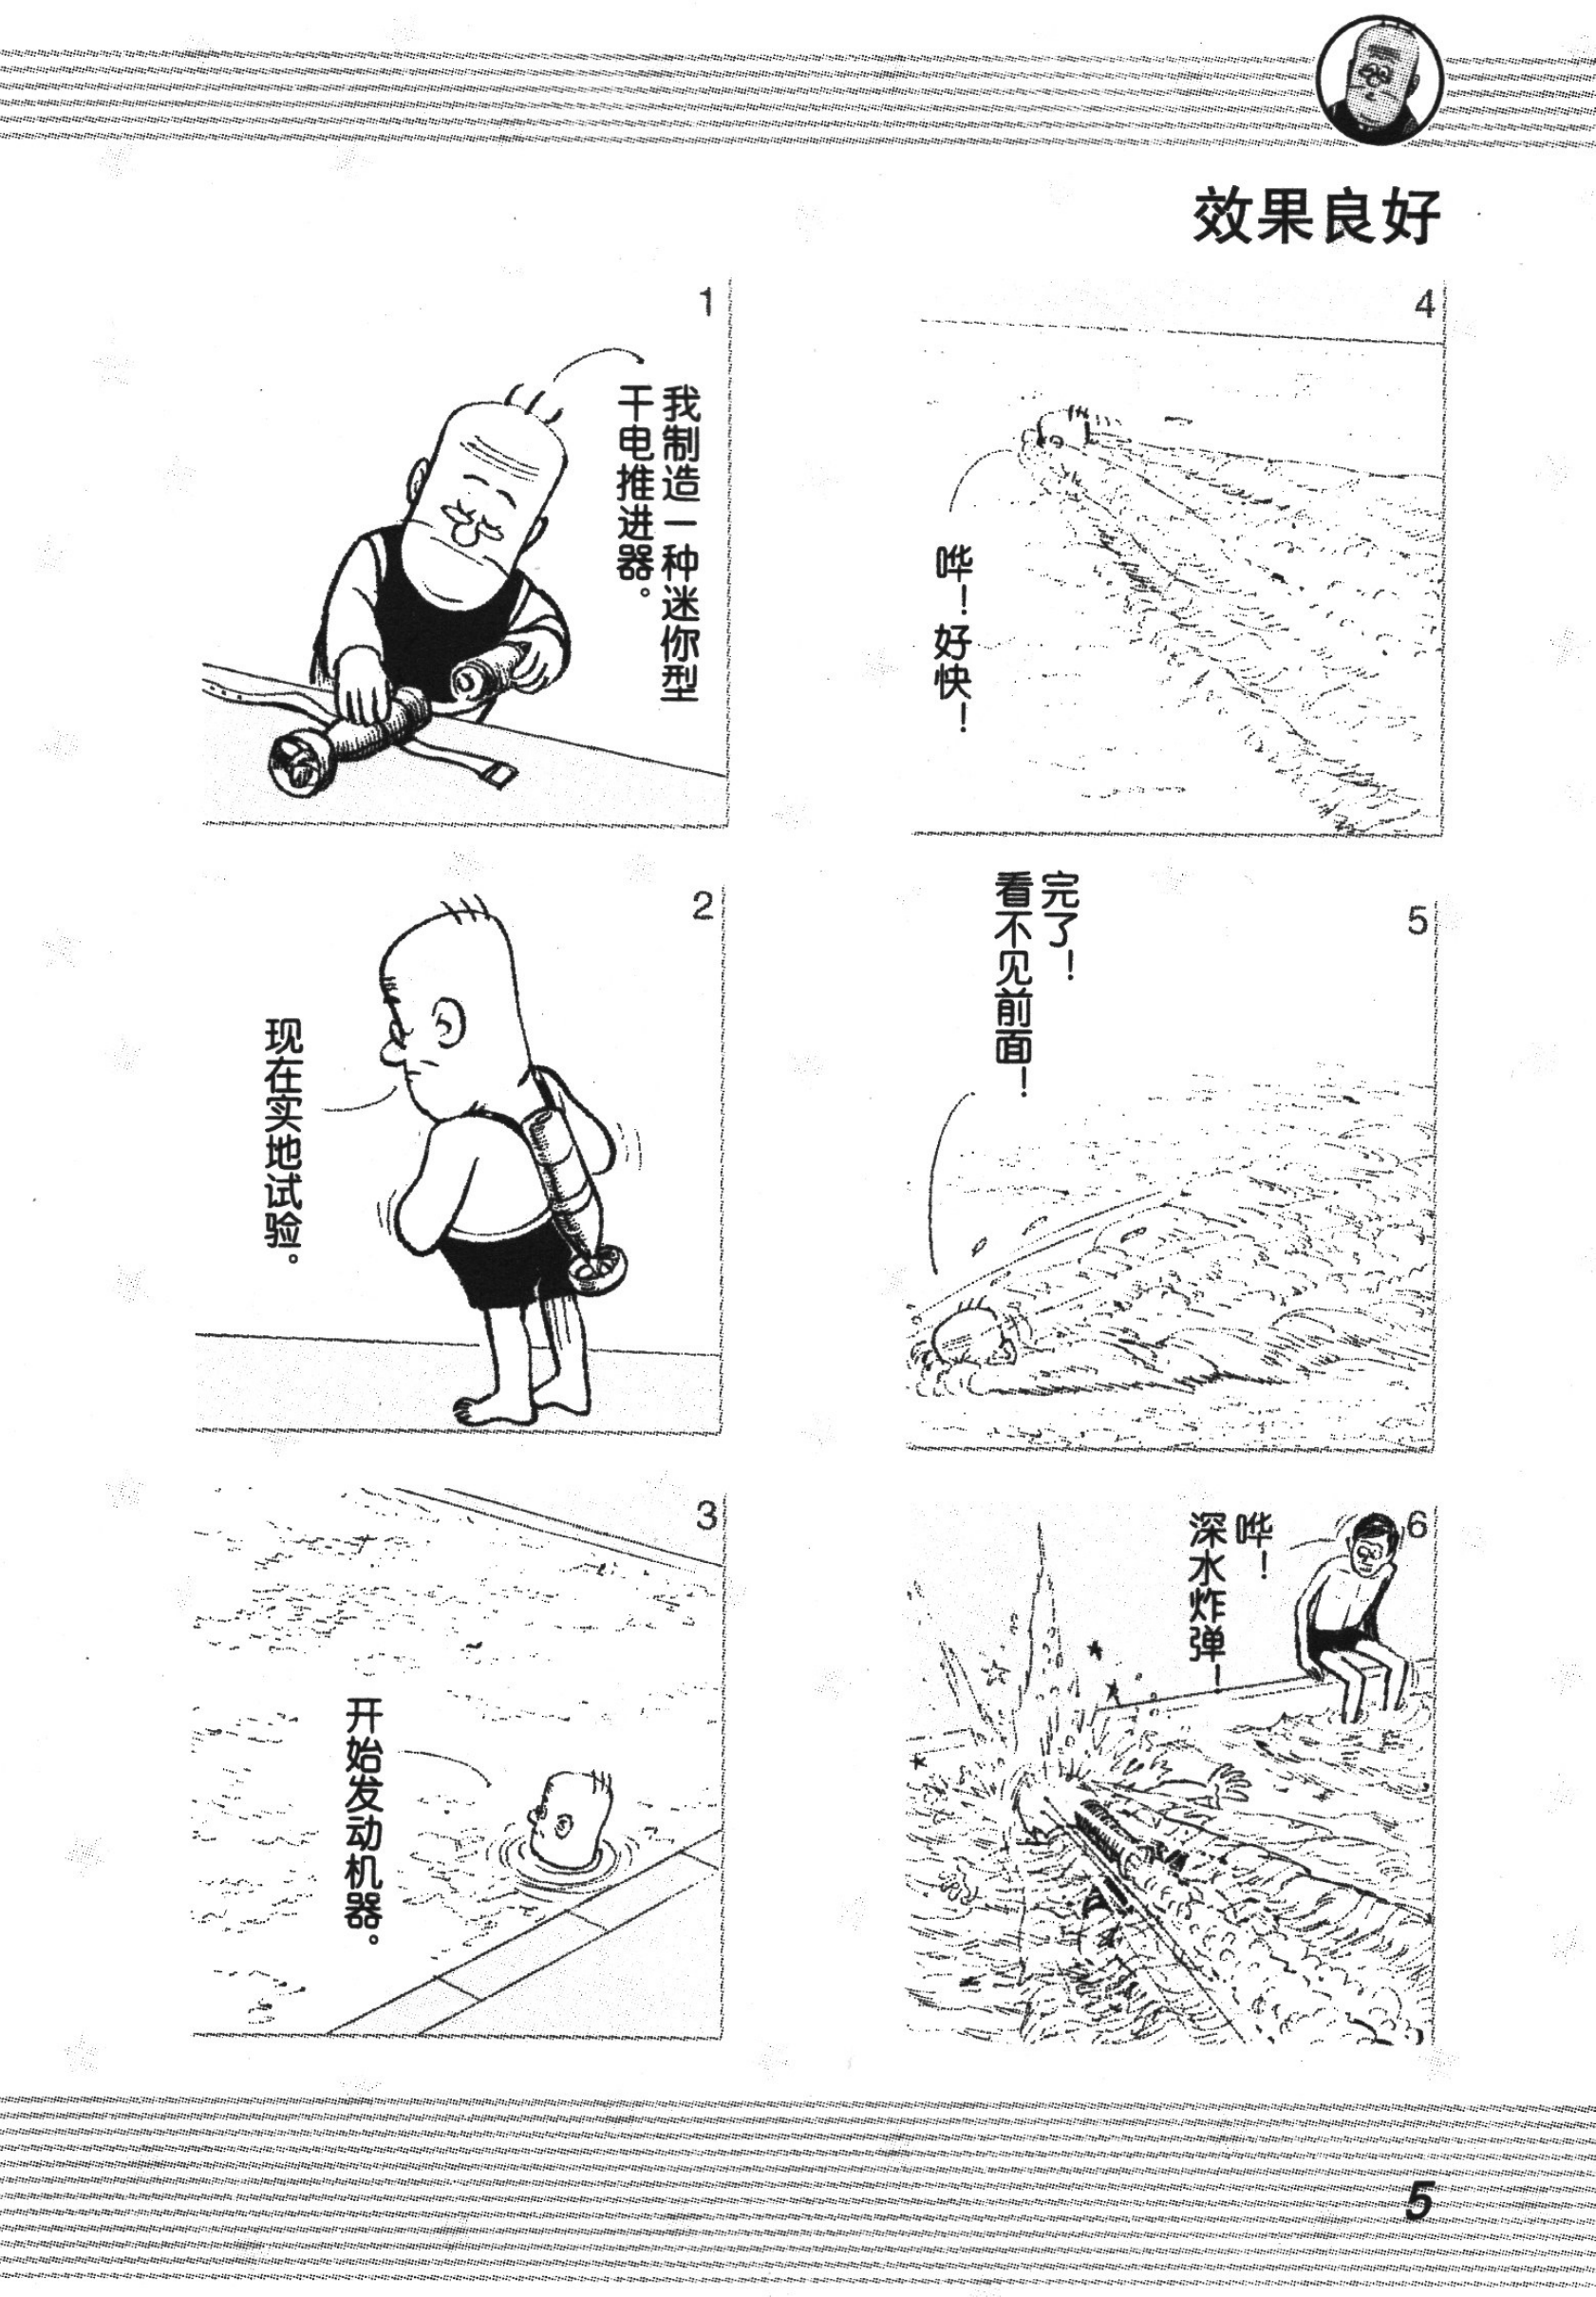 效果良好
1
我制造一种迷你型
干电推进器。
2
现在实地试验。
3
开始发动机器。
4
哗！好快！
5
完了！
看不见前面！
6
哗！
深水炸弹！
5